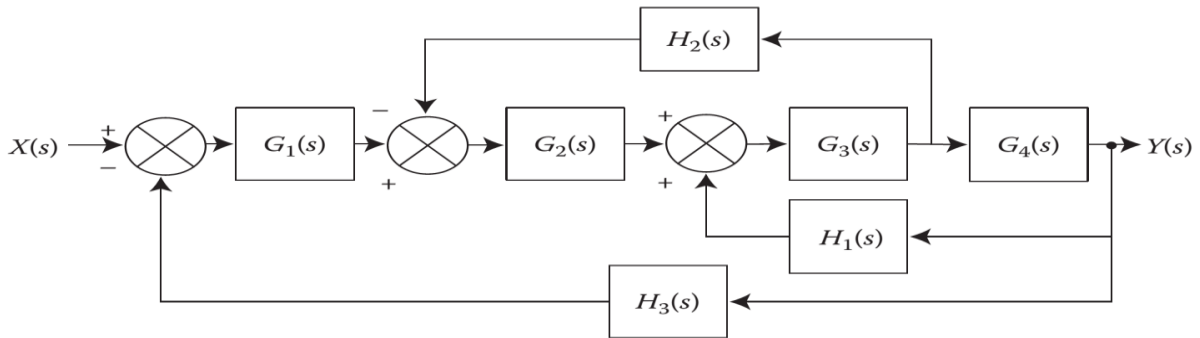 H₂(s)
X(s)
+
−
G₁(s)
−
+
G₂(s)
+
+
G₃(s)
G₄(s)
Y(s)
H₁(s)
H₃(s)